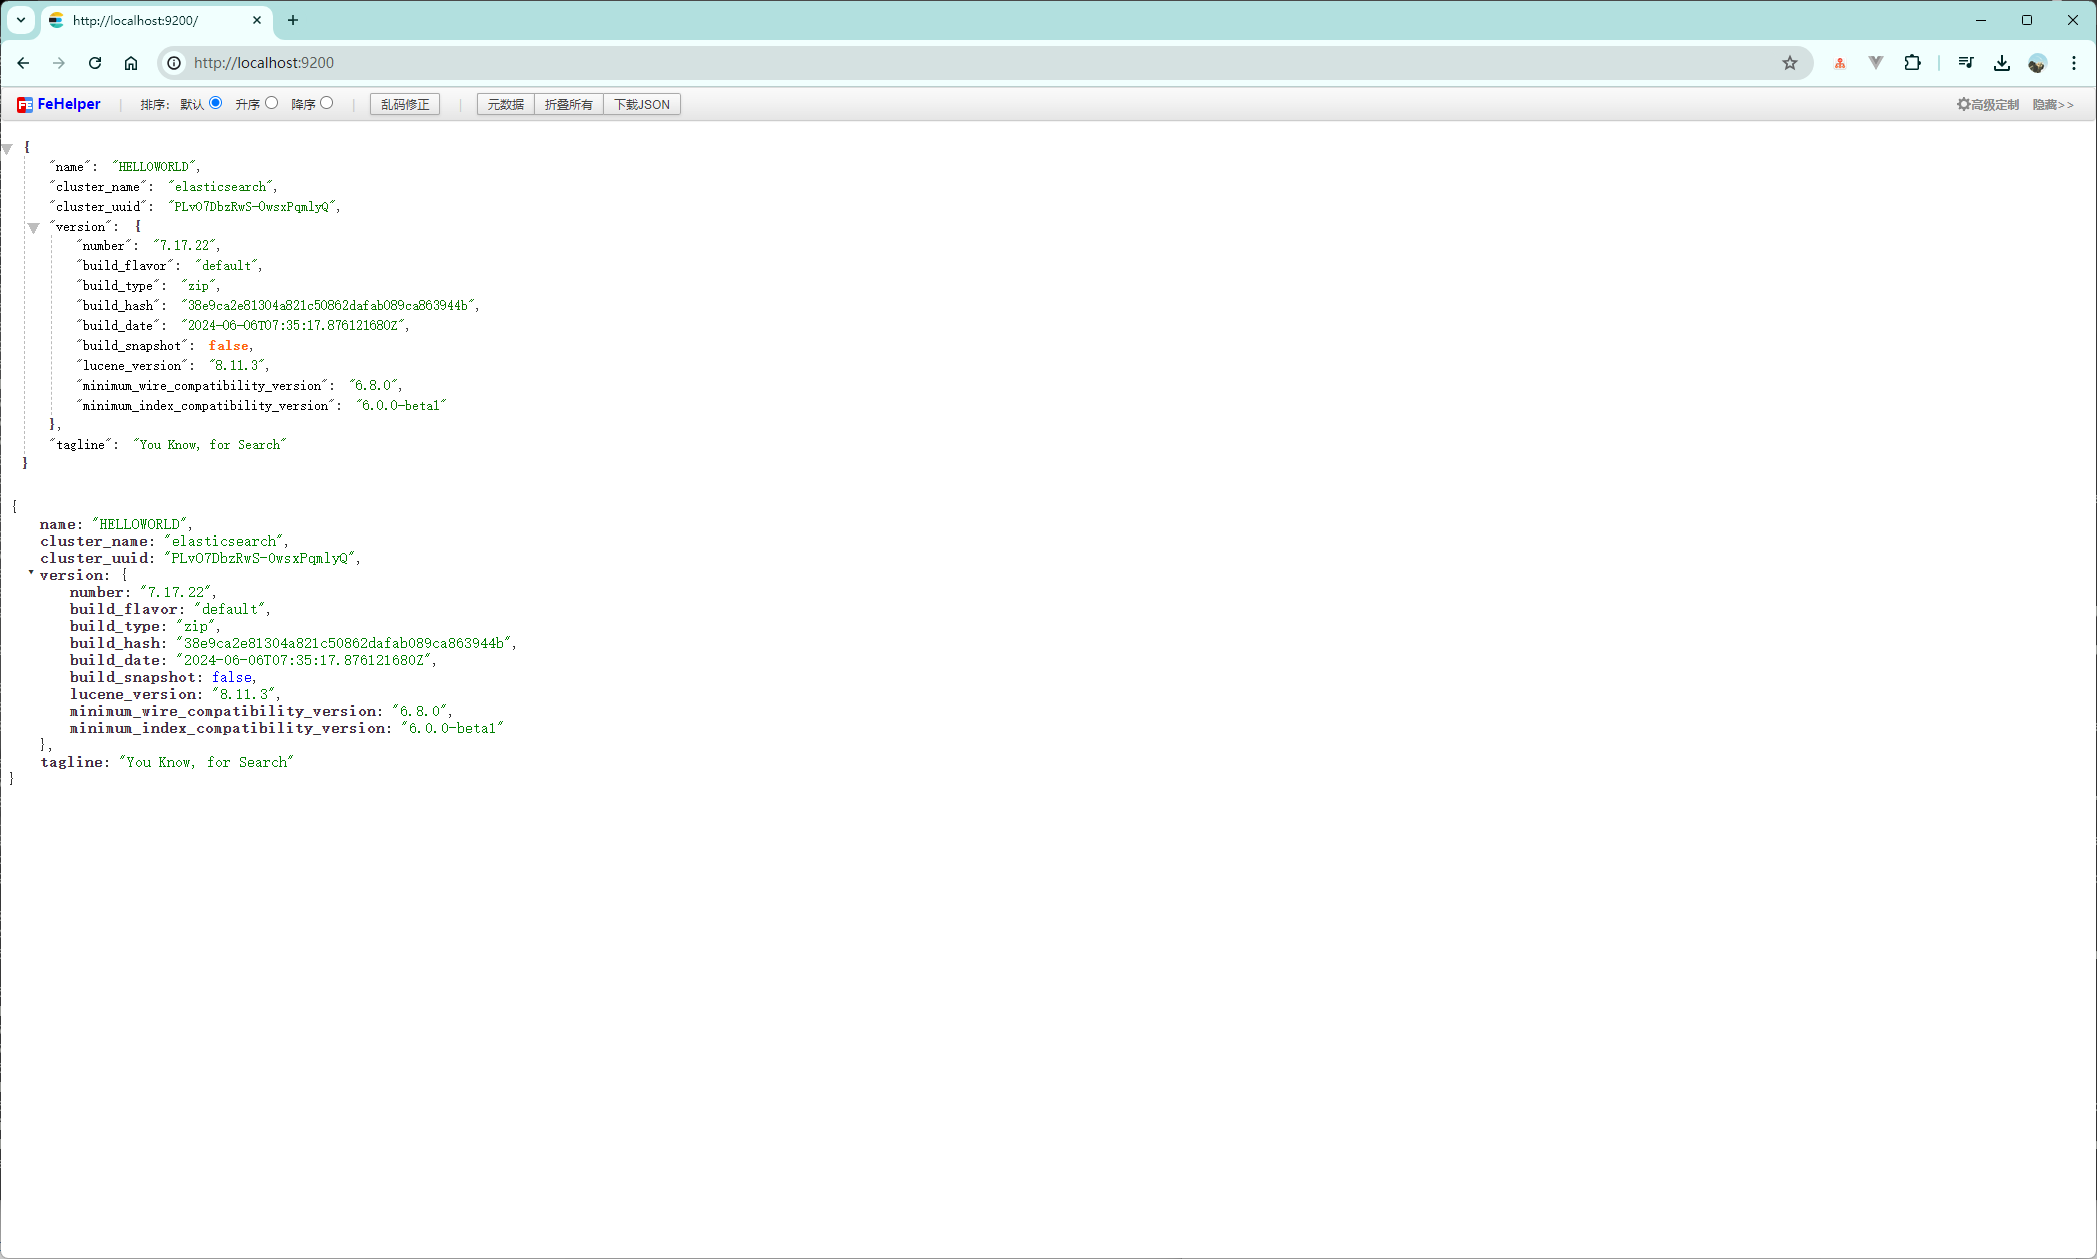 http://localhost:9200/
http://localhost:9200
FeHelper 排序: 默认 升序 降序 乱码修正 元数据 折叠所有 下载JSON 高级定制 隐藏>>
{
"name": "HELLOWORLD",
"cluster_name": "elasticsearch",
"cluster_uuid": "PLvO7DbzRwS-OwsxPqmlyQ",
"version": {
"number": "7.17.22",
"build_flavor": "default",
"build_type": "zip",
"build_hash": "38e9ca2e81304a821c50862dafab089ca863944b",
"build_date": "2024-06-06T07:35:17.876121680Z",
"build_snapshot": false,
"lucene_version": "8.11.3",
"minimum_wire_compatibility_version": "6.8.0",
"minimum_index_compatibility_version": "6.0.0-beta1"
},
"tagline": "You Know, for Search"
}
{
name: "HELLOWORLD",
cluster_name: "elasticsearch",
cluster_uuid: "PLvO7DbzRwS-OwsxPqmlyQ",
version: {
number: "7.17.22",
build_flavor: "default",
build_type: "zip",
build_hash: "38e9ca2e81304a821c50862dafab089ca863944b",
build_date: "2024-06-06T07:35:17.876121680Z",
build_snapshot: false,
lucene_version: "8.11.3",
minimum_wire_compatibility_version: "6.8.0",
minimum_index_compatibility_version: "6.0.0-beta1"
},
tagline: "You Know, for Search"
}